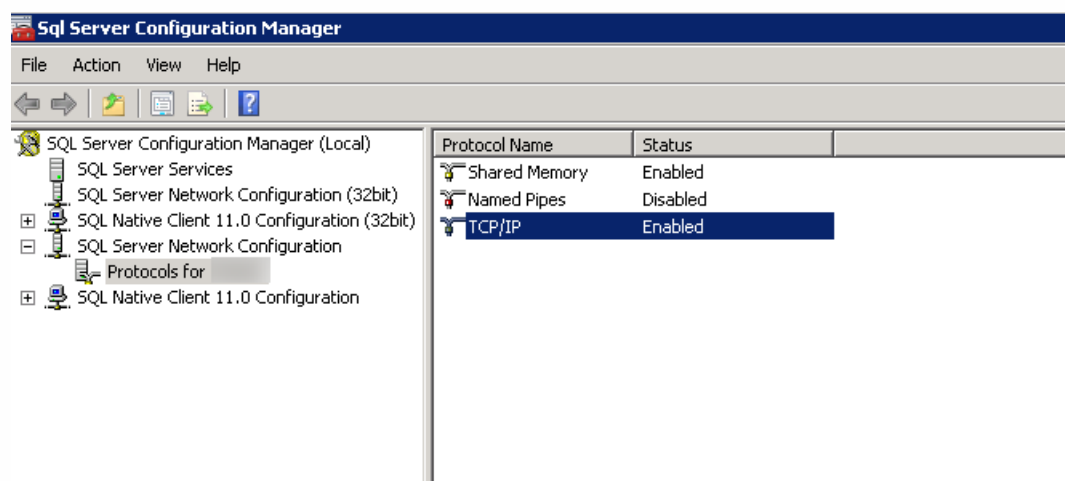 Sql Server Configuration Manager
File Action View Help
SQL Server Configuration Manager (Local)
SQL Server Services
SQL Server Network Configuration (32bit)
SQL Native Client 11.0 Configuration (32bit)
SQL Server Network Configuration
Protocols for
SQL Native Client 11.0 Configuration
Protocol Name Status
Shared Memory Enabled
Named Pipes Disabled
TCP/IP Enabled